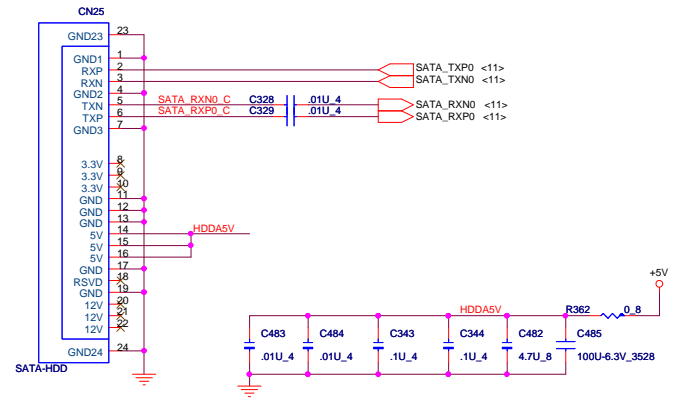 CN25
GND23 23
GND1 1
RXP 2 SATA_TXP0 <11>
RXN 3 SATA_TXN0 <11>
GND2 4
TXN 5 SATA_RXN0_C C328 .01U_4 SATA_RXN0 <11>
TXP 6 SATA_RXP0_C C329 .01U_4 SATA_RXP0 <11>
GND3 7
3.3V 8
3.3V 9
3.3V 10
GND 11
GND 12
GND 13
5V 14 HDDA5V
5V 15
5V 16
GND 17
RSVD 18
GND 19
12V 20
12V 21
12V 22
GND24 24
SATA-HDD
+5V
HDDA5V R362 0_8
C483 C484 C343 C344 C482 C485
.01U_4 .01U_4 .1U_4 .1U_4 4.7U_8 100U-6.3V_3528